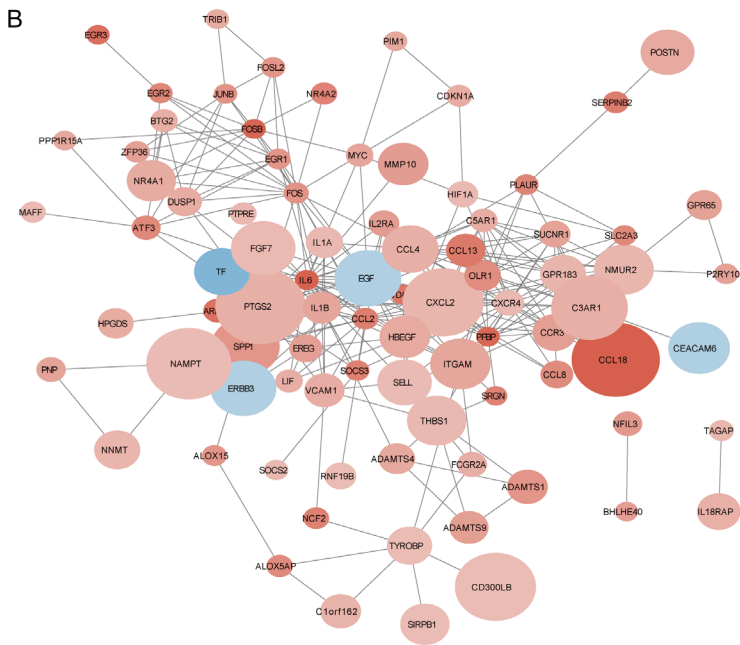 B
TRIB1
EGR3
PIM1
POSTN
FOSL2
EGR2
JUNB
NR4A2
CDKN1A
SERPINB2
BTG2
FOSB
PPP1R15A
ZFP36
EGR1
MYC
MMP10
NR4A1
PLAUR
DUSP1
FOS
HIF1A
GPR65
MAFF
PTPRE
IL2RA
C5AR1
ATF3
IL1A
SUCNR1
SLC2A3
FGF7
CCL4
CCL13
TF
IL6
EGF
OLR1
GPR183
NMUR2
P2RY10
PTGS2
IL1B
CXCL2
CXCR4
C3AR1
HPGDS
CCL2
HBEGF
PPBP
CCR3
SPP1
EREG
CEACAM6
NAMPT
ITGAM
CCL18
PNP
SOCS3
CCL8
ERBB3
LIF
VCAM1
SELL
SRGN
THBS1
NFIL3
TAGAP
NNMT
ALOX15
ADAMTS4
FCGR2A
SOCS2
RNF19B
ADAMTS1
BHLHE40
IL18RAP
NCF2
ADAMTS9
TYROBP
ALOX5AP
CD300LB
C1orf162
SIRPB1